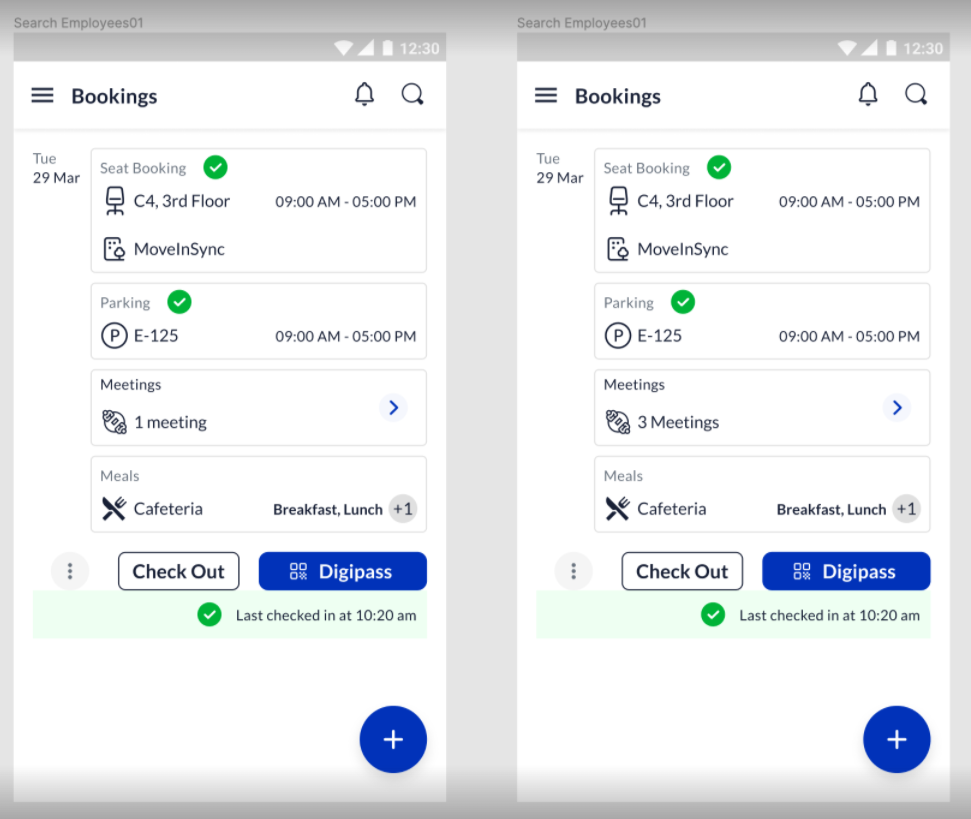 Search Employees01
12:30
Bookings
Tue
29 Mar
Seat Booking
C4, 3rd Floor 09:00 AM - 05:00 PM
MoveInSync
Parking
P E-125 09:00 AM - 05:00 PM
Meetings
1 meeting
Meals
Cafeteria Breakfast, Lunch +1
Check Out Digipass
Last checked in at 10:20 am
+
Search Employees01
12:30
Bookings
Tue
29 Mar
Seat Booking
C4, 3rd Floor 09:00 AM - 05:00 PM
MoveInSync
Parking
P E-125 09:00 AM - 05:00 PM
Meetings
3 Meetings
Meals
Cafeteria Breakfast, Lunch +1
Check Out Digipass
Last checked in at 10:20 am
+